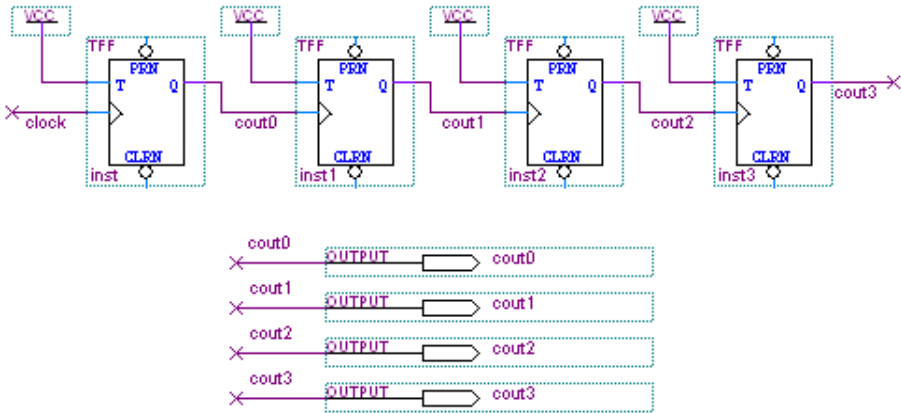 VCC VCC VCC VCC
TFF TFF TFF TFF
PRN PRN PRN PRN
T Q T Q T Q T Q
clock cout0 cout1 cout2 cout3
CLRN CLRN CLRN CLRN
inst inst1 inst2 inst3
cout0
OUTPUT cout0
cout1
OUTPUT cout1
cout2
OUTPUT cout2
cout3
OUTPUT cout3